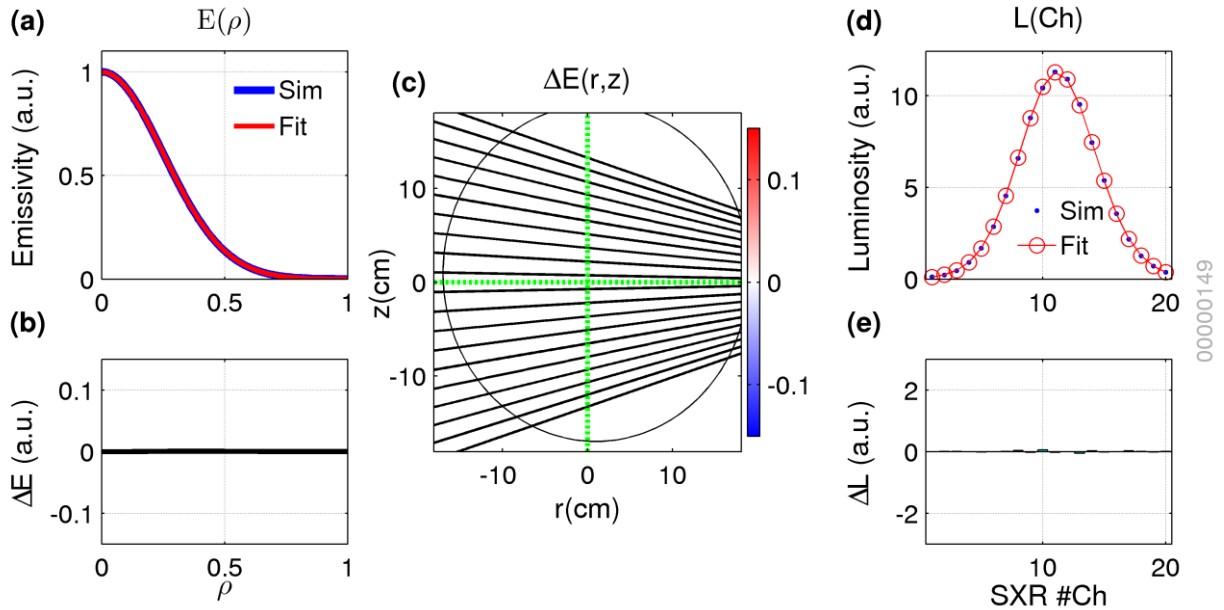 (a)
E(ρ)
Emissivity (a.u.)
1
0.5
0
0
0.5
1
Sim
Fit
(b)
ΔE (a.u.)
0.1
0
-0.1
0
0.5
1
ρ
(c)
ΔE(r,z)
z(cm)
10
0
-10
-10
0
10
r(cm)
0.1
0
-0.1
(d)
L(Ch)
Luminosity (a.u.)
10
5
0
10
20
Sim
Fit
(e)
ΔL (a.u.)
2
0
-2
10
20
SXR #Ch
00000149